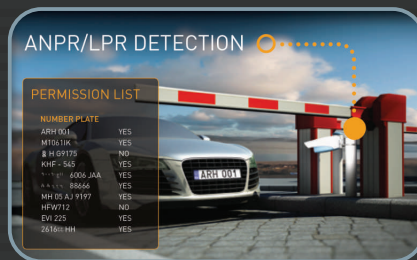 ANPR/LPR DETECTION
PERMISSION LIST
NUMBER PLATE
ARH 001 YES
M1061IK YES
H G9175 NO
KHF - 545 YES
6006 JAA YES
88666 YES
MH 05 AJ 9197 YES
HFW712 NO
EVI 225 YES
2616 HH YES
ARH 001